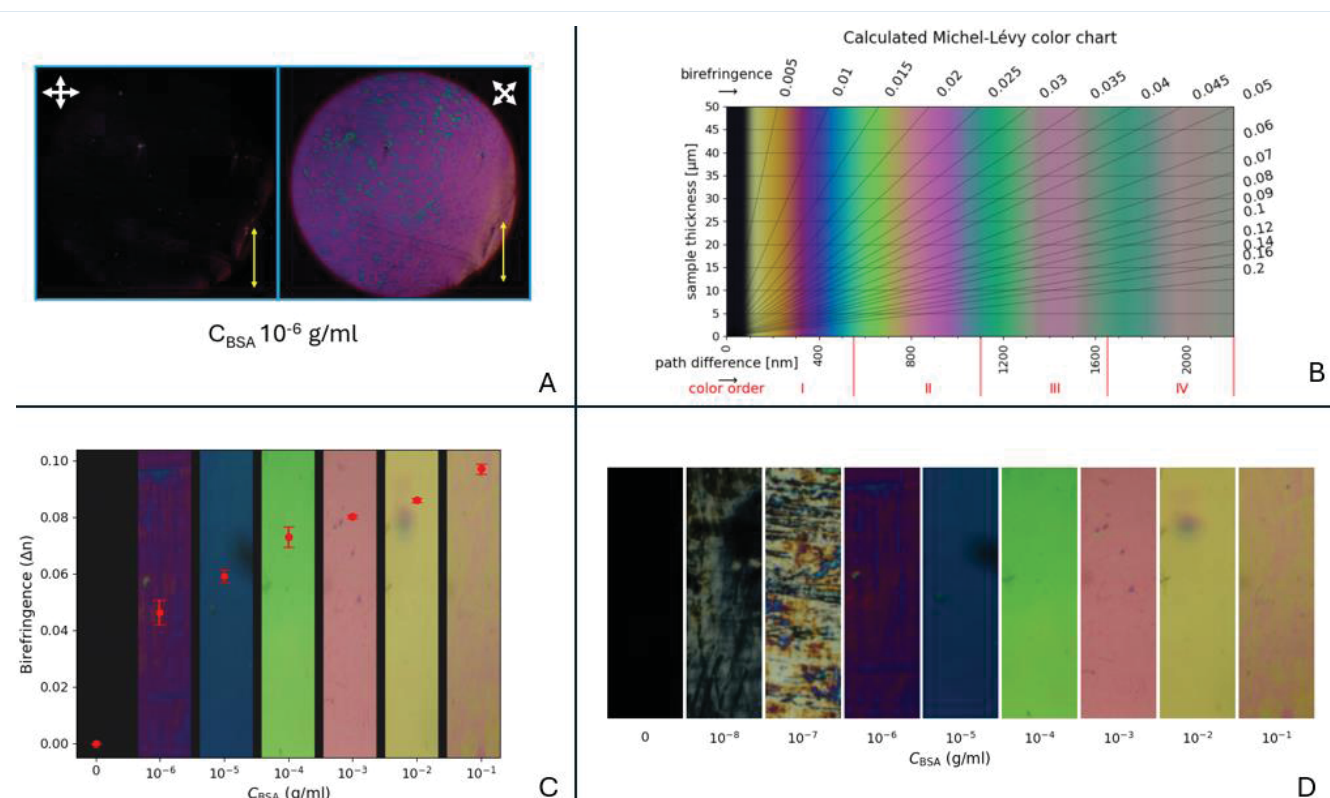 C_BSA 10^-6 g/ml
A
Calculated Michel-Lévy color chart
birefringence
→
0.005 0.01 0.015 0.02 0.025 0.03 0.035 0.04 0.045 0.05
0.06
0.07
0.08
0.09
0.1
0.12
0.14
0.16
0.2
sample thickness [μm]
50
45
40
35
30
25
20
15
10
5
0
0 400 800 1200 1600 2000
path difference [nm]
→
color order I II III IV
B
Birefringence (Δn)
0.10
0.08
0.06
0.04
0.02
0.00
0 10^-6 10^-5 10^-4 10^-3 10^-2 10^-1
C_BSA (g/ml)
C
0 10^-8 10^-7 10^-6 10^-5 10^-4 10^-3 10^-2 10^-1
C_BSA (g/ml)
D